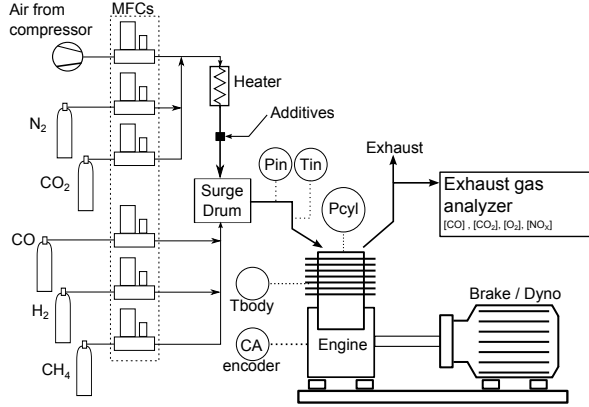 Air from
compressor
MFCs
Heater
N2
Additives
CO2
Exhaust
Pin
Tin
Surge
Drum
Pcyl
Exhaust gas
analyzer
[CO] , [CO2], [O2], [NOX]
CO
H2
Tbody
Brake / Dyno
CA
encoder
Engine
CH4